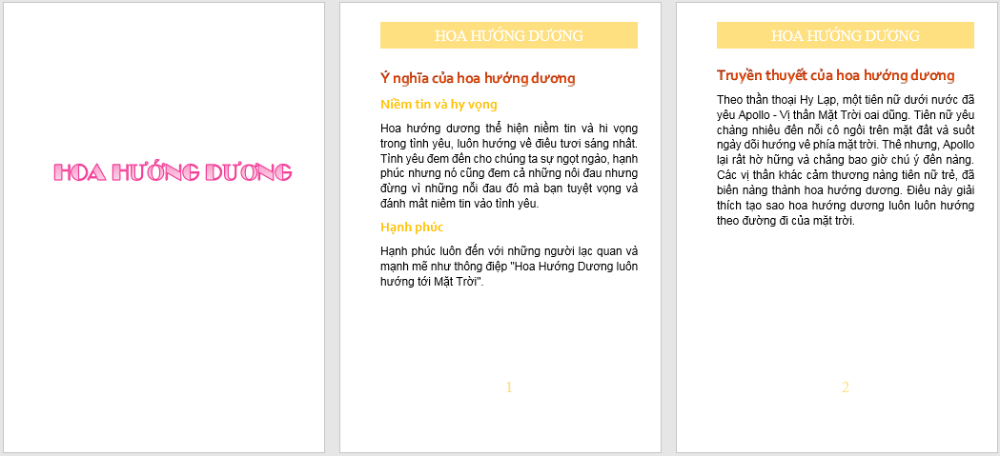 HOA HƯỚNG DƯƠNG
HOA HƯỚNG DƯƠNG
Ý nghĩa của hoa hướng dương
Niềm tin và hy vọng
Hoa hướng dương thể hiện niềm tin và hi vọng
trong tình yêu, luôn hướng về điều tươi sáng nhất.
Tình yêu đem đến cho chúng ta sự ngọt ngào, hạnh
phúc nhưng nó cũng đem cả những nỗi đau nhưng
đừng vì những nỗi đau đó mà bạn tuyệt vọng và
đánh mất niềm tin vào tình yêu.
Hạnh phúc
Hạnh phúc luôn đến với những người lạc quan và
mạnh mẽ như thông điệp "Hoa Hướng Dương luôn
hướng tới Mặt Trời".
1
HOA HƯỚNG DƯƠNG
Truyền thuyết của hoa hướng dương
Theo thần thoại Hy Lạp, một tiên nữ dưới nước đã
yêu Apollo - Vị thần Mặt Trời oai dũng. Tiên nữ yêu
chàng nhiều đến nỗi cô ngồi trên mặt đất và suốt
ngày dõi hướng về phía mặt trời. Thế nhưng, Apollo
lại rất hờ hững và chẳng bao giờ chú ý đến nàng.
Các vị thần khác cảm thương nàng tiên nữ trẻ, đã
biến nàng thành hoa hướng dương. Điều này giải
thích tạo sao hoa hướng dương luôn luôn hướng
theo đường đi của mặt trời.
2